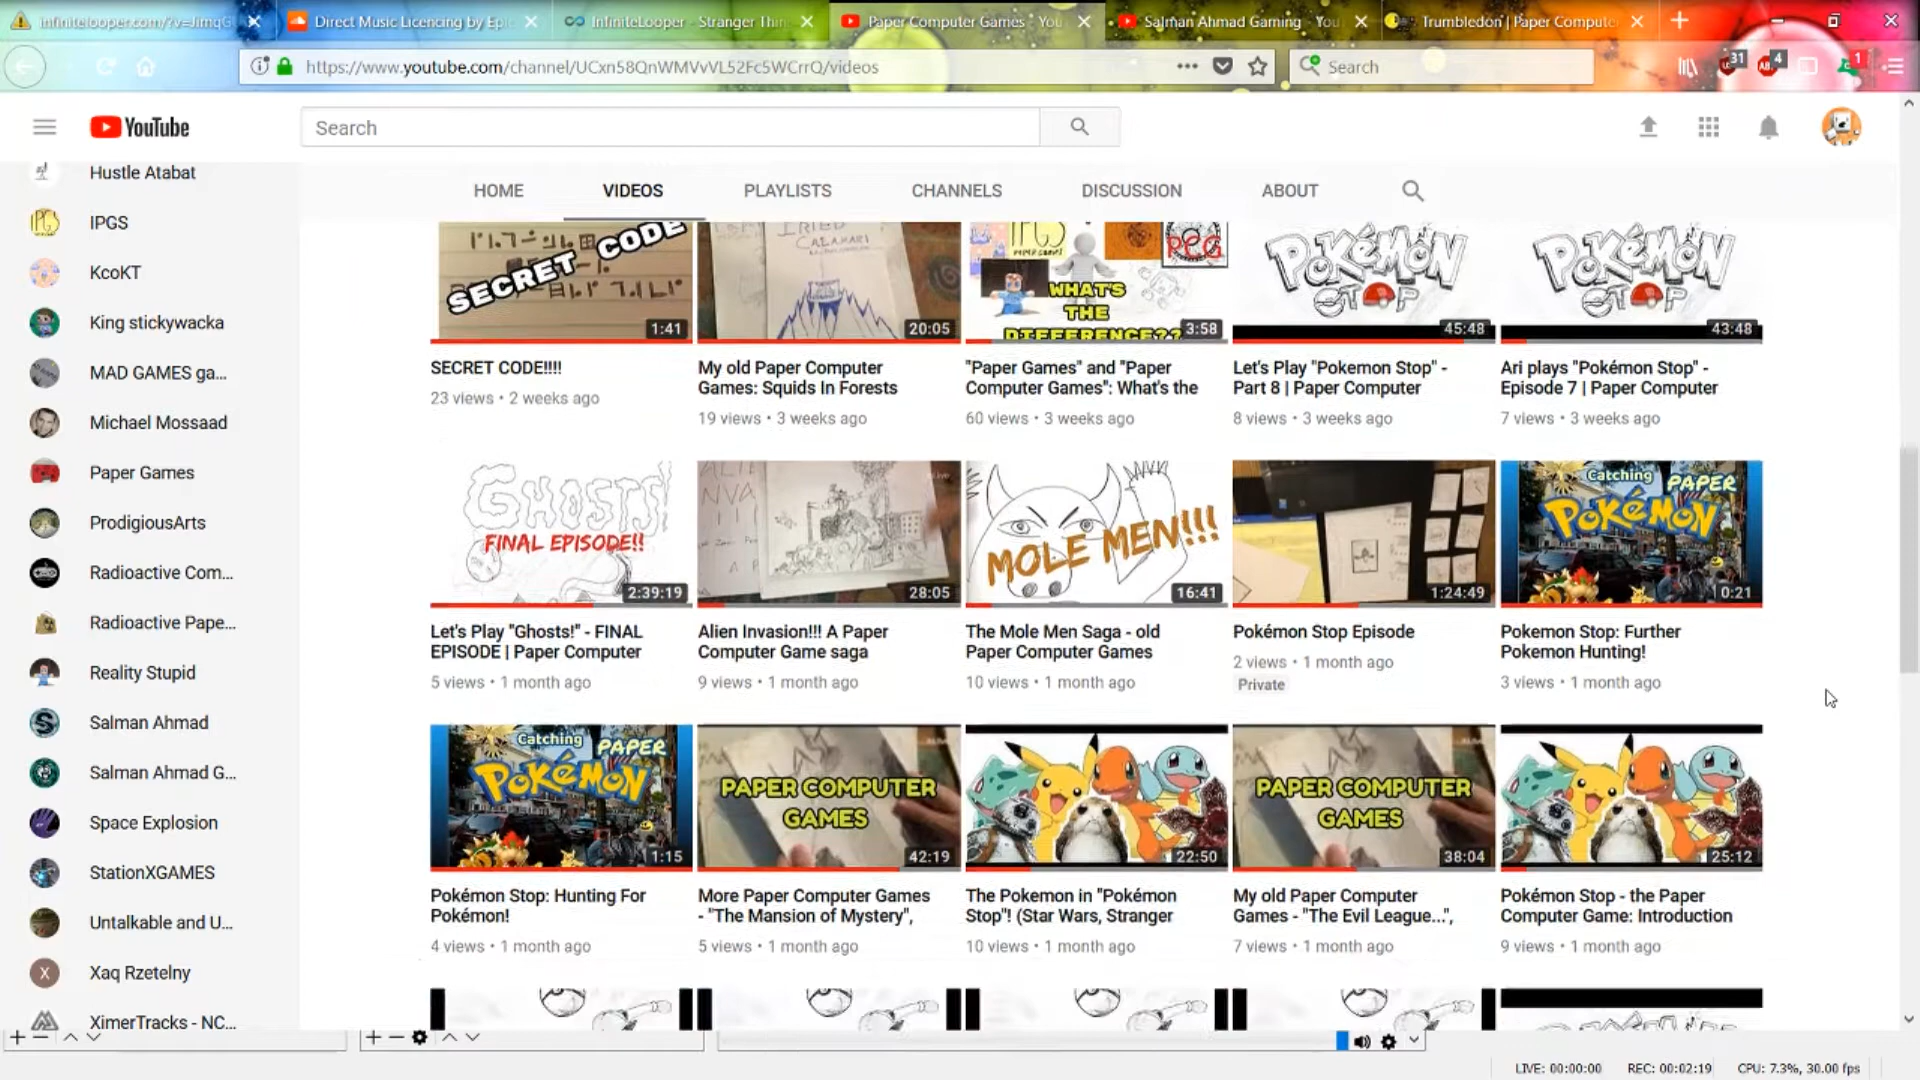 infinitelooper.com/?v=JimqG
Direct Music Licencing by Epi
InfiniteLooper - Stranger Thin
Paper Computer Games - You
Salman Ahmad Gaming - You
Trumbledon | Paper Compute
https://www.youtube.com/channel/UCxn58QnWMVvVL52Fc5WCrrQ/videos
Search
31
4
1
YouTube
Search
HOME
VIDEOS
PLAYLISTS
CHANNELS
DISCUSSION
ABOUT
Hustle Atabat
IPGS
KcoKT
King stickywacka
MAD GAMES ga...
Michael Mossaad
Paper Games
ProdigiousArts
Radioactive Com...
Radioactive Pape...
Reality Stupid
Salman Ahmad
Salman Ahmad G...
Space Explosion
StationXGAMES
Untalkable and U...
X
Xaq Rzetelny
XimerTracks - NC...
SECRET CODE
1:41
SECRET CODE!!!!
23 views • 2 weeks ago
FRIED
CALAMARI
20:05
My old Paper Computer
Games: Squids In Forests
19 views • 3 weeks ago
IPGS
PCG
WHAT'S
THE
DIFFERENCE??
3:58
"Paper Games" and "Paper
Computer Games": What's the
60 views • 3 weeks ago
POKéMON
STOP
45:48
Let's Play "Pokemon Stop" -
Part 8 | Paper Computer
8 views • 3 weeks ago
POKéMON
STOP
43:48
Ari plays "Pokémon Stop" -
Episode 7 | Paper Computer
7 views • 3 weeks ago
GHOSTS!
FINAL EPISODE!!
2:39:19
Let's Play "Ghosts!" - FINAL
EPISODE | Paper Computer
5 views • 1 month ago
28:05
Alien Invasion!!! A Paper
Computer Game saga
9 views • 1 month ago
MOLE MEN!!!
16:41
The Mole Men Saga - old
Paper Computer Games
10 views • 1 month ago
1:24:49
Pokémon Stop Episode
2 views • 1 month ago
Private
Catching PAPER
POKéMON
0:21
Pokemon Stop: Further
Pokemon Hunting!
3 views • 1 month ago
Catching PAPER
POKéMON
1:15
Pokémon Stop: Hunting For
Pokémon!
4 views • 1 month ago
PAPER COMPUTER
GAMES
42:19
More Paper Computer Games
- "The Mansion of Mystery",
5 views • 1 month ago
22:50
The Pokemon in "Pokémon
Stop"! (Star Wars, Stranger
10 views • 1 month ago
PAPER COMPUTER
GAMES
38:04
My old Paper Computer
Games - "The Evil League...",
7 views • 1 month ago
25:12
Pokémon Stop - the Paper
Computer Game: Introduction
9 views • 1 month ago
LIVE: 00:00:00
REC: 00:02:19
CPU: 7.3%, 30.00 fps